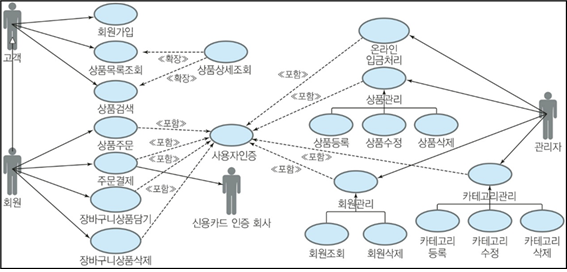 고객
회원가입
상품목록조회
≪확장≫
상품상세조회
≪확장≫
상품검색
상품주문
≪포함≫
주문결제
≪포함≫
≪포함≫
≪포함≫
사용자인증
회원
장바구니상품담기
장바구니상품삭제
신용카드 인증 회사
온라인
입금처리
≪포함≫
상품관리
≪포함≫
상품등록
상품수정
상품삭제
관리자
≪포함≫
≪포함≫
회원관리
회원조회
회원삭제
카테고리관리
카테고리
등록
카테고리
수정
카테고리
삭제